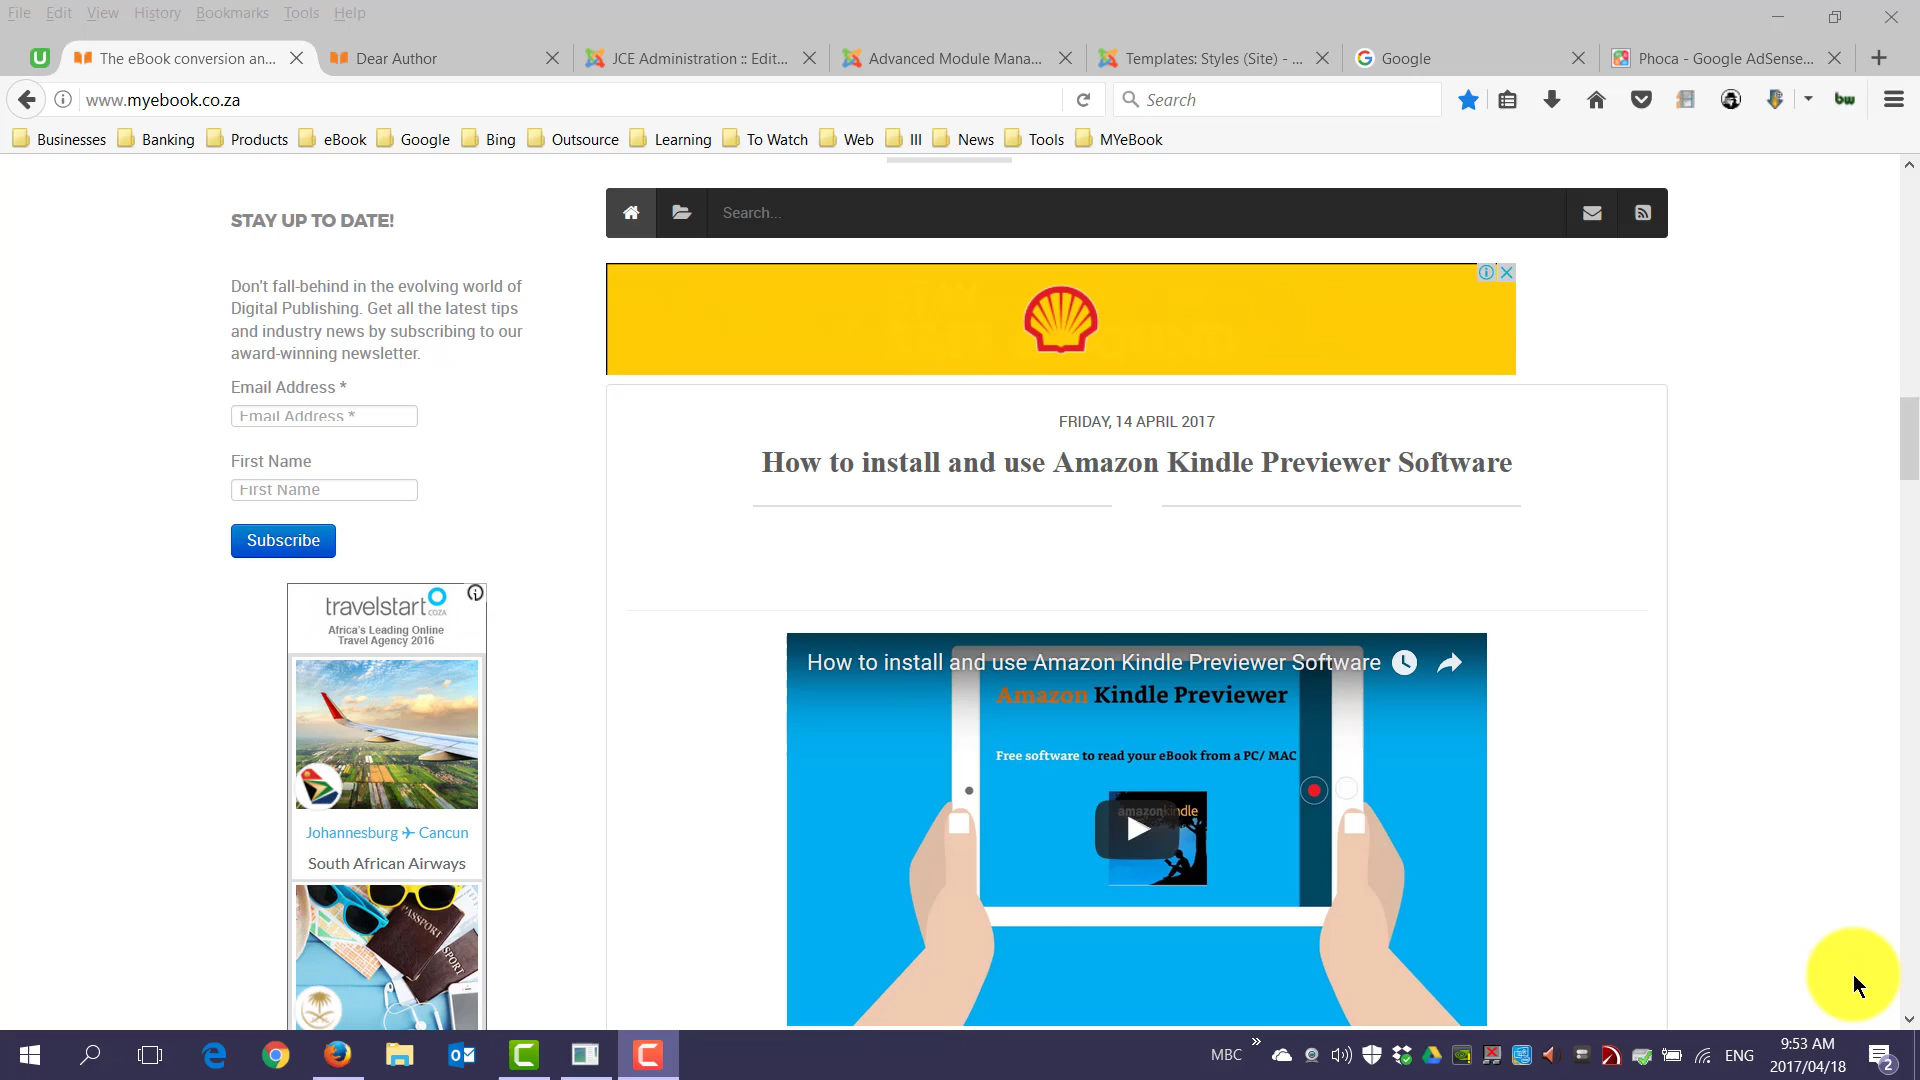 File Edit View History Bookmarks Tools Help
The eBook conversion an... Dear Author JCE Administration :: Edit... Advanced Module Mana... Templates: Styles (Site) - ... Google Phoca - Google AdSense...
www.myebook.co.za Search
Businesses Banking Products eBook Google Bing Outsource Learning To Watch Web III News Tools MYeBook
STAY UP TO DATE!
Don't fall-behind in the evolving world of
Digital Publishing. Get all the latest tips
and industry news by subscribing to our
award-winning newsletter.
Email Address *
Email Address *
First Name
First Name
Subscribe
travelstart
.CO.ZA
Africa's Leading Online
Travel Agency 2016
Johannesburg ✈ Cancun
South African Airways
PASSPORT
Search...
FRIDAY, 14 APRIL 2017
How to install and use Amazon Kindle Previewer Software
How to install and use Amazon Kindle Previewer Software
Amazon Kindle Previewer
Free software to read your eBook from a PC/ MAC
amazonkindle
MBC ENG
9:53 AM
2017/04/18
2